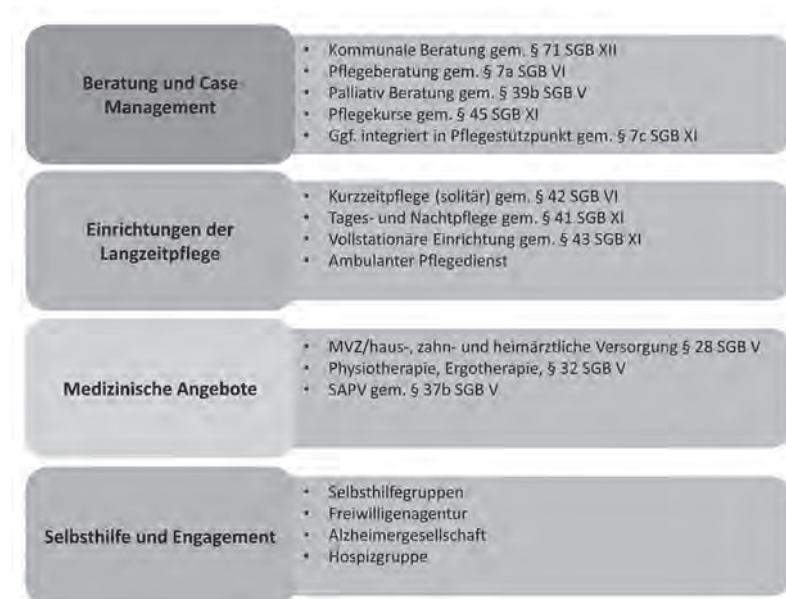 Beratung und Case
Management
• Kommunale Beratung gem. § 71 SGB XII
• Pflegeberatung gem. § 7a SGB VI
• Palliativ Beratung gem. § 39b SGB V
• Pflegekurse gem. § 45 SGB XI
• Ggf. integriert in Pflegestützpunkt gem. § 7c SGB XI
Einrichtungen der
Langzeitpflege
• Kurzzeitpflege (solitär) gem. § 42 SGB VI
• Tages- und Nachtpflege gem. § 41 SGB XI
• Vollstationäre Einrichtung gem. § 43 SGB XI
• Ambulanter Pflegedienst
Medizinische Angebote
• MVZ/haus-, zahn- und heimärztliche Versorgung § 28 SGB V
• Physiotherapie, Ergotherapie, § 32 SGB V
• SAPV gem. § 37b SGB V
Selbsthilfe und Engagement
• Selbsthilfegruppen
• Freiwilligenagentur
• Alzheimergesellschaft
• Hospizgruppe